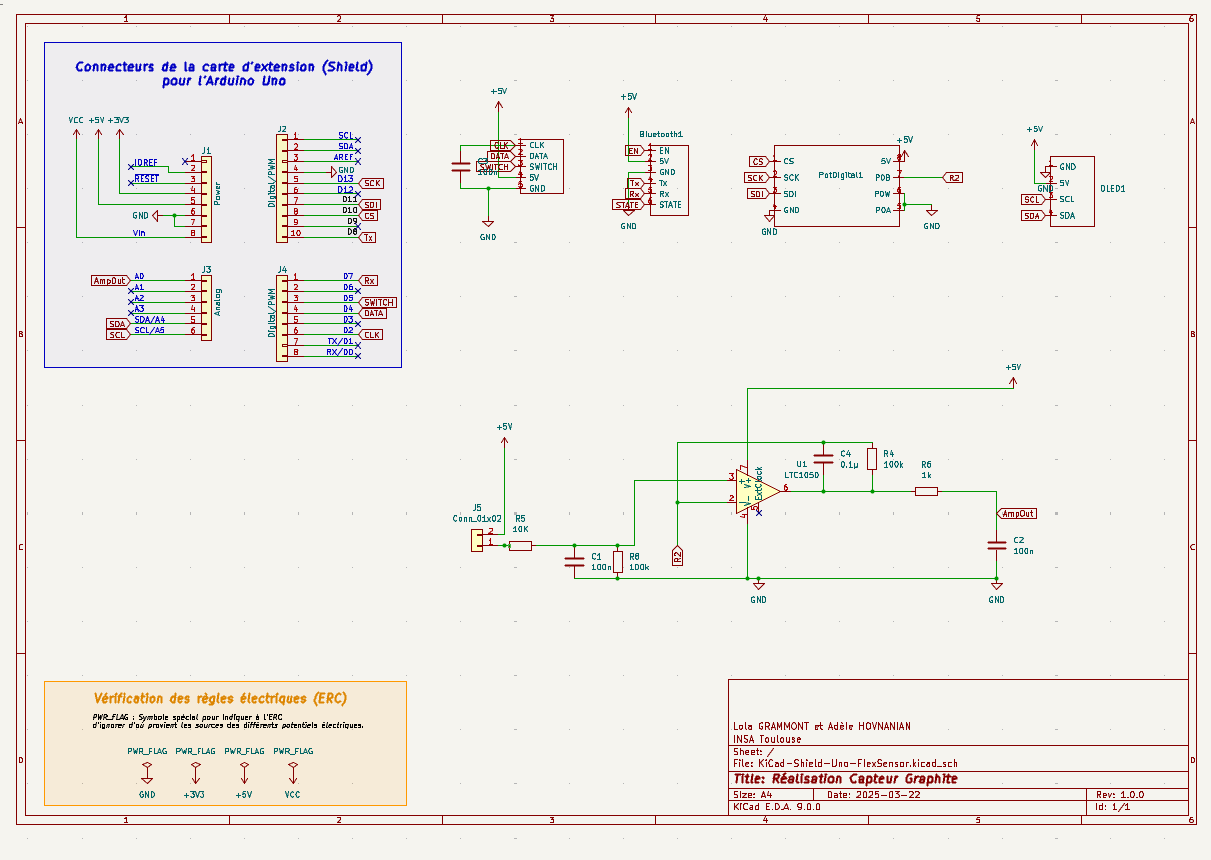 1 2 3 4 5 6
Connecteurs de la carte d'extension (Shield)
pour l'Arduino Uno
VCC +5V +3V3
J1
Power
IOREF
RESET
GND
Vin
1
2
3
4
5
6
7
8
J2
Digital/PWM
1 SCL
2 SDA
3 AREF
4 GND
5 D13 SCK
6 D12
7 D11 SDI
8 D10 CS
9 D9
10 D8 Tx
J3
Analog
AmpOut A0 1
A1 2
A2 3
A3 4
SDA SDA/A4 5
SCL SCL/A5 6
J4
Digital/PWM
1 D7 Rx
2 D6
3 D5 SWITCH
4 D4 DATA
5 D3
6 D2 CLK
7 TX/D1
8 RX/D0
+5V
CLK CLK
DATA DATA
SWITCH SWITCH
5V
GND
GND
+5V
Bluetooth1
EN 1 EN
2 5V
3 GND
Tx 4 Tx
Rx 5 Rx
STATE 6 STATE
GND
PotDigital1
+5V
CS CS
SCK SCK
SDI SDI
GND
GND
5V
POB R2
POW
POA
GND
+5V
OLED1
GND
GND
5V
SCL SCL
SDA SDA
+5V
+5V
J5
Conn_01x02
2
1
R5
10K
C1
100n
R8
100k
R2
U1
LTC1050
3
2
7
4
5
6
V+
V-
ExtClock
C4
0.1µ
R4
100k
R6
1k
AmpOut
C2
100n
GND
GND
Vérification des règles électriques (ERC)
PWR_FLAG : Symbole spécial pour indiquer à l'ERC
d'ignorer d'où provient les sources des différents potentiels électriques.
PWR_FLAG PWR_FLAG PWR_FLAG PWR_FLAG
GND +3V3 +5V VCC
Lola GRAMMONT et Adèle HOVNANIAN
INSA Toulouse
Sheet: /
File: KiCad-Shield-Uno-FlexSensor.kicad_sch
Title: Réalisation Capteur Graphite
Size: A4 Date: 2025-03-22 Rev: 1.0.0
KiCad E.D.A. 9.0.0 Id: 1/1
A A
B B
C C
D D
1 2 3 4 5 6